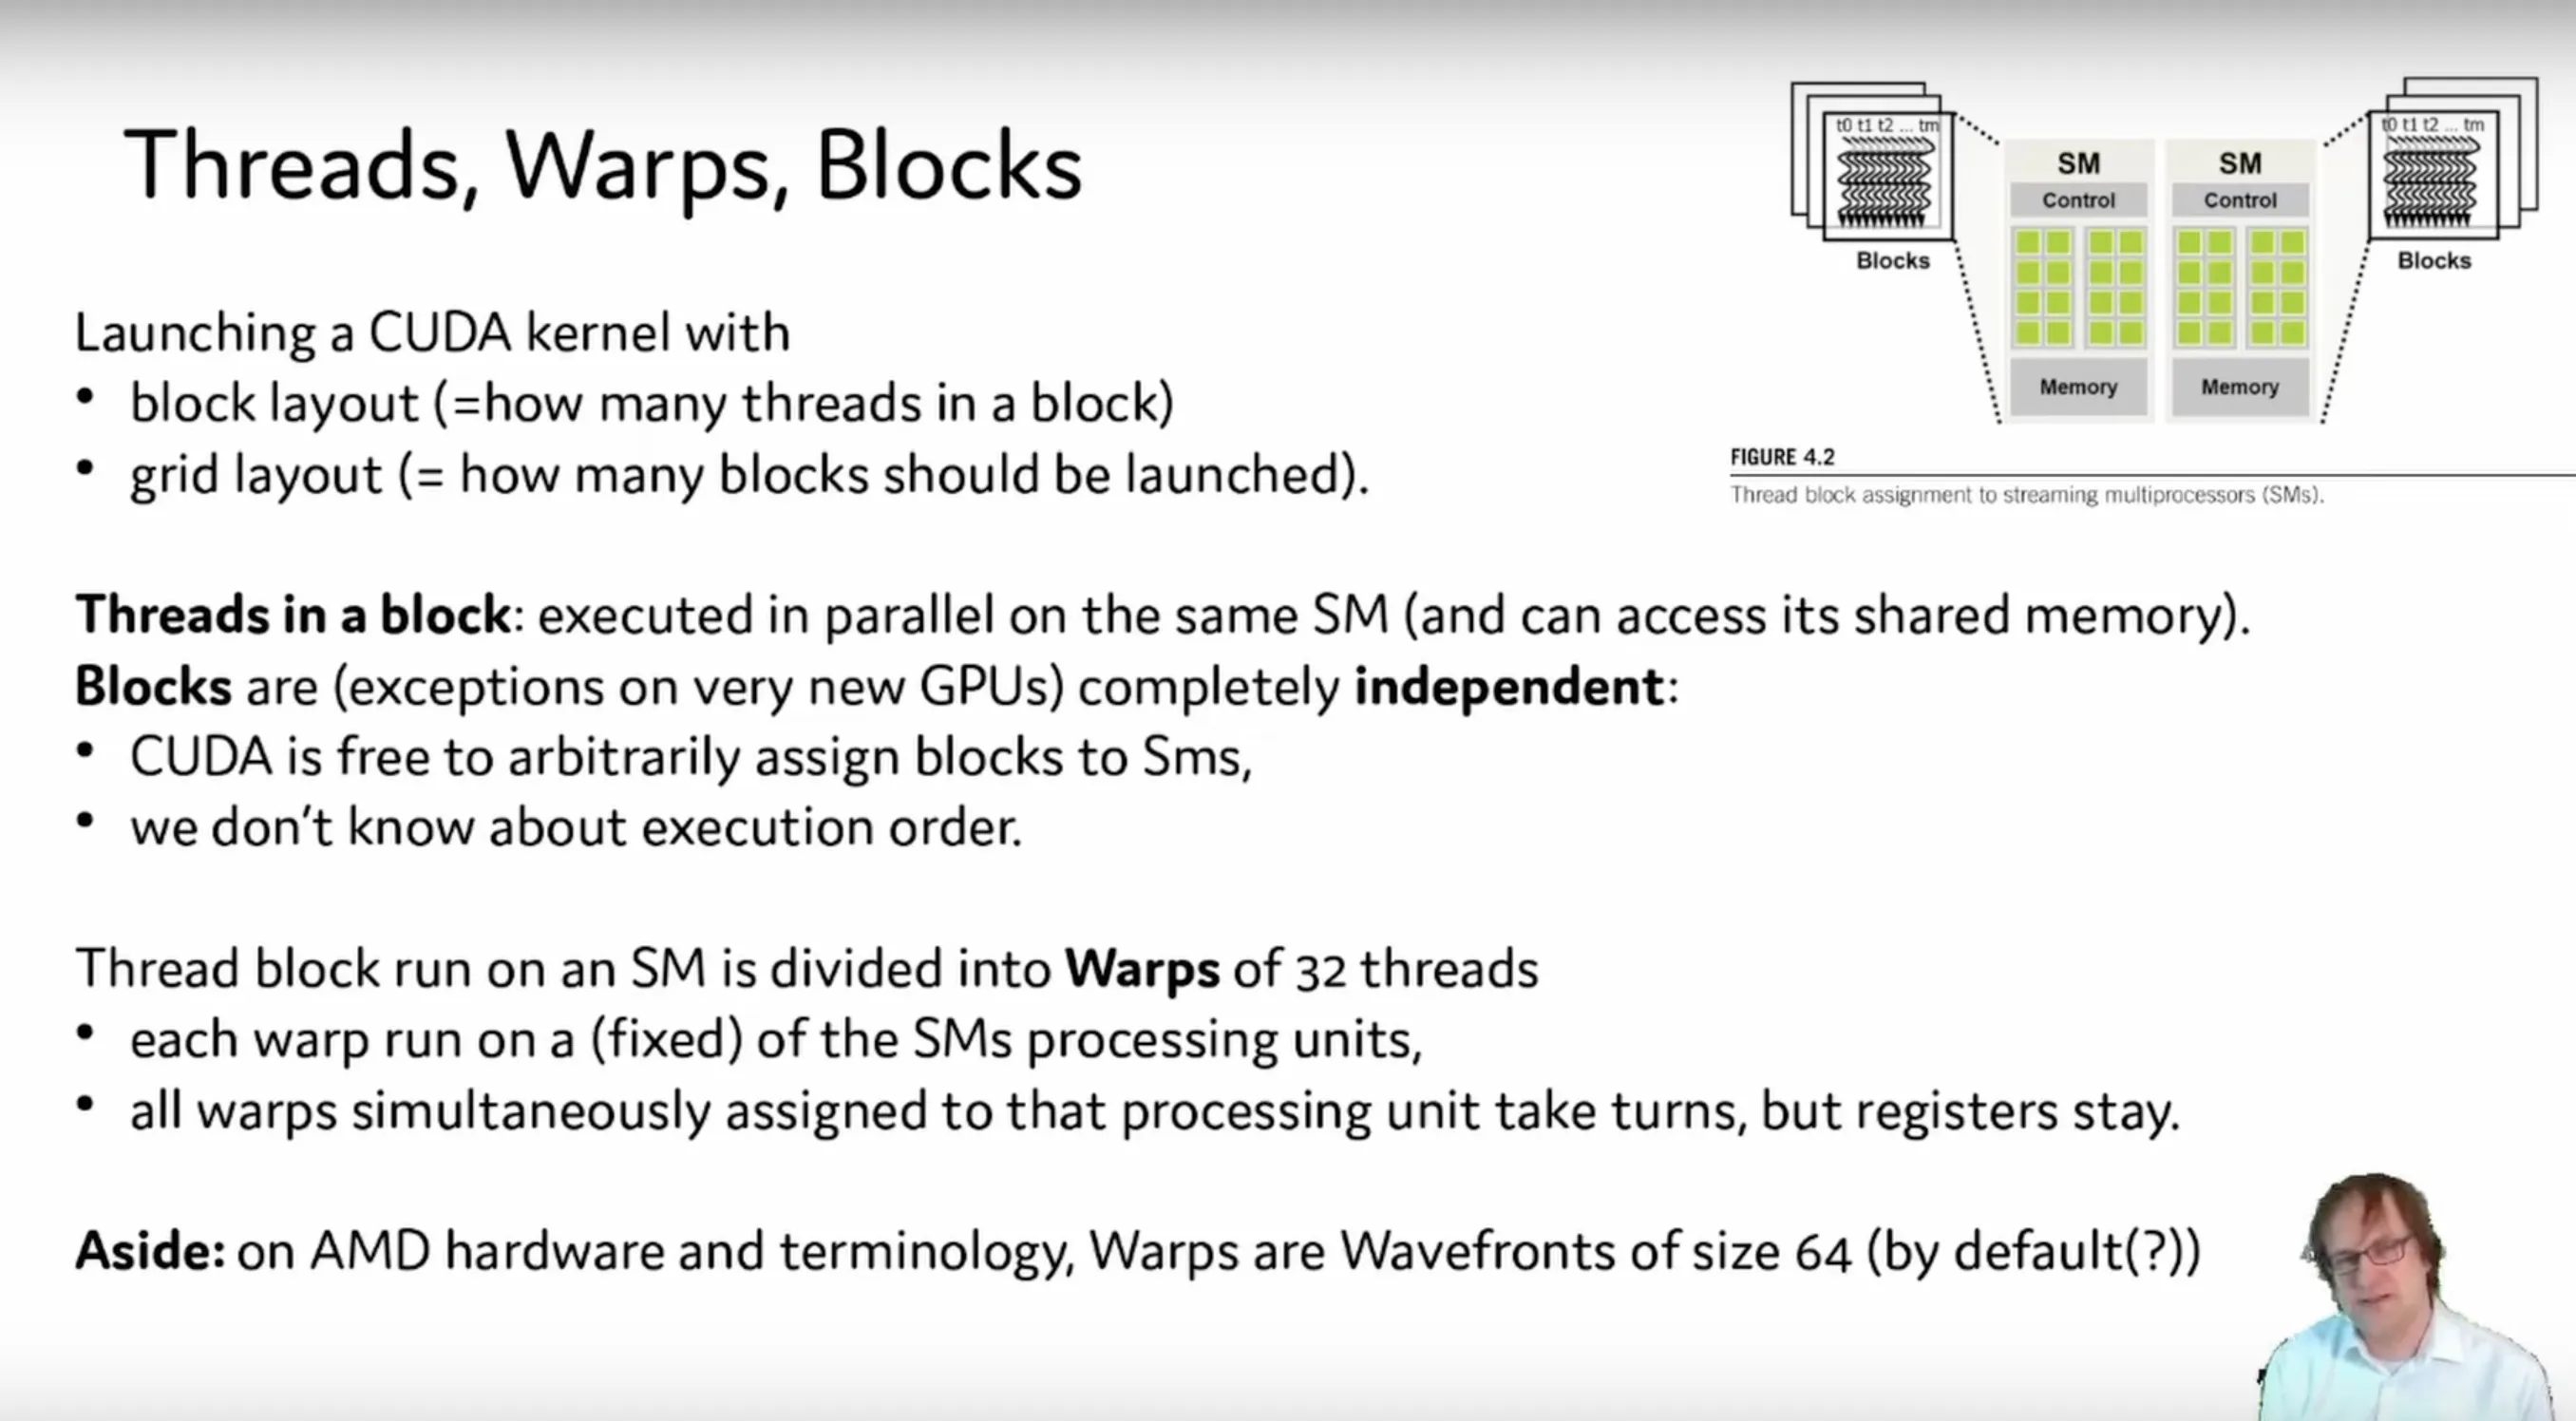 Threads, Warps, Blocks
Launching a CUDA kernel with
• block layout (=how many threads in a block)
• grid layout (= how many blocks should be launched).
Threads in a block: executed in parallel on the same SM (and can access its shared memory).
Blocks are (exceptions on very new GPUs) completely independent:
• CUDA is free to arbitrarily assign blocks to Sms,
• we don't know about execution order.
Thread block run on an SM is divided into Warps of 32 threads
• each warp run on a (fixed) of the SMs processing units,
• all warps simultaneously assigned to that processing unit take turns, but registers stay.
Aside: on AMD hardware and terminology, Warps are Wavefronts of size 64 (by default(?))
t0 t1 t2 ... tm
Blocks
SM
Control
Memory
SM
Control
Memory
t0 t1 t2 ... tm
Blocks
FIGURE 4.2
Thread block assignment to streaming multiprocessors (SMs).